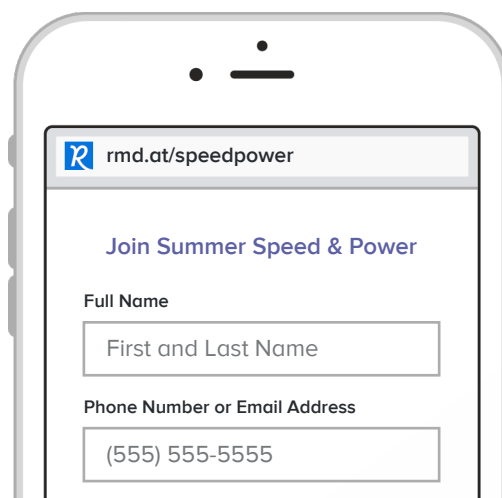 rmd.at/speedpower
Join Summer Speed & Power
Full Name
First and Last Name
Phone Number or Email Address
(555) 555-5555